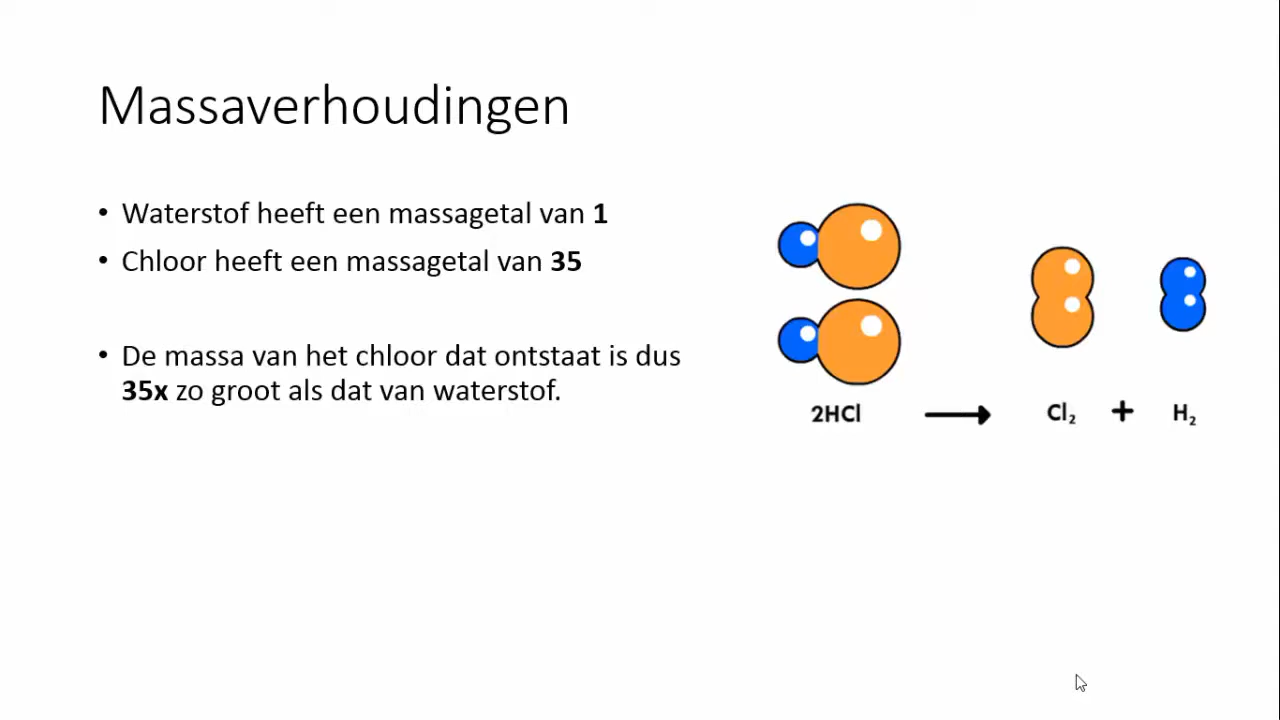 Massaverhoudingen
• Waterstof heeft een massagetal van 1
• Chloor heeft een massagetal van 35
• De massa van het chloor dat ontstaat is dus
35x zo groot als dat van waterstof.
2HCl → Cl₂ + H₂